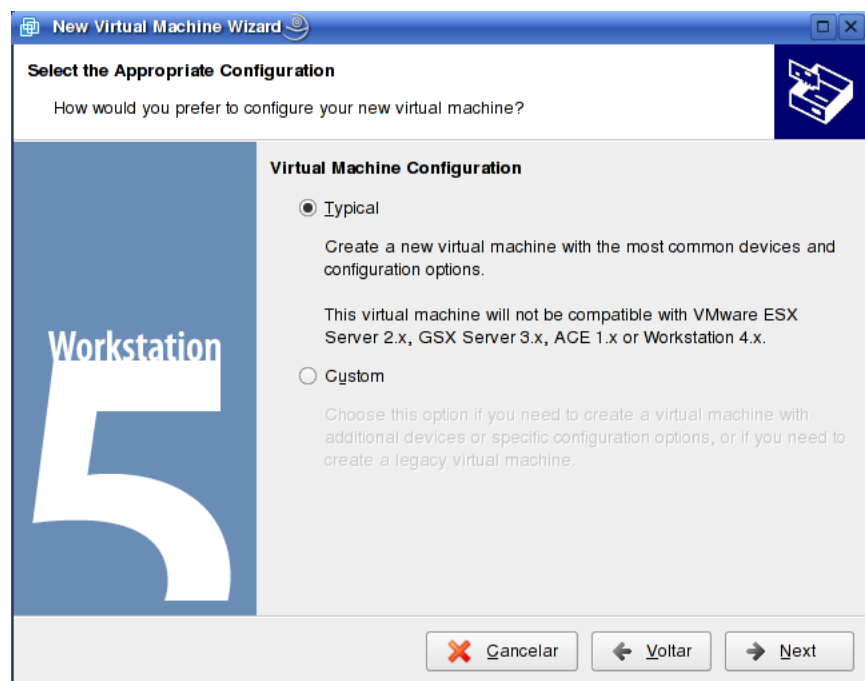 New Virtual Machine Wizard
Select the Appropriate Configuration
How would you prefer to configure your new virtual machine?
Virtual Machine Configuration
Typical
Create a new virtual machine with the most common devices and
configuration options.
This virtual machine will not be compatible with VMware ESX
Server 2.x, GSX Server 3.x, ACE 1.x or Workstation 4.x.
Workstation
5
Custom
Choose this option if you need to create a virtual machine with
additional devices or specific configuration options, or if you need to
create a legacy virtual machine.
Cancelar
Voltar
Next